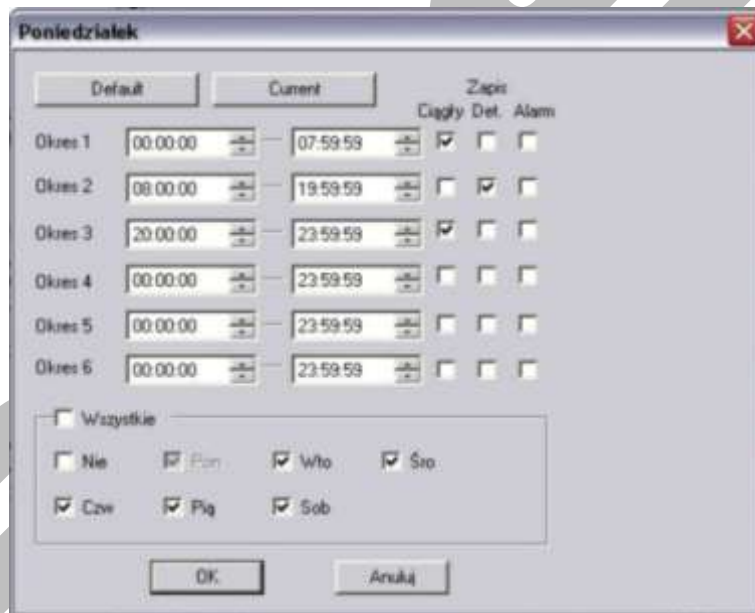 Poniedziałek
Default Current Zapis
Ciągły Det. Alarm
Okres 1 00:00:00 07:59:59
Okres 2 08:00:00 19:59:59
Okres 3 20:00:00 23:59:59
Okres 4 00:00:00 23:59:59
Okres 5 00:00:00 23:59:59
Okres 6 00:00:00 23:59:59
Wszystkie
Nie Pon Wto Śro
Czw Pią Sob
OK Anuluj